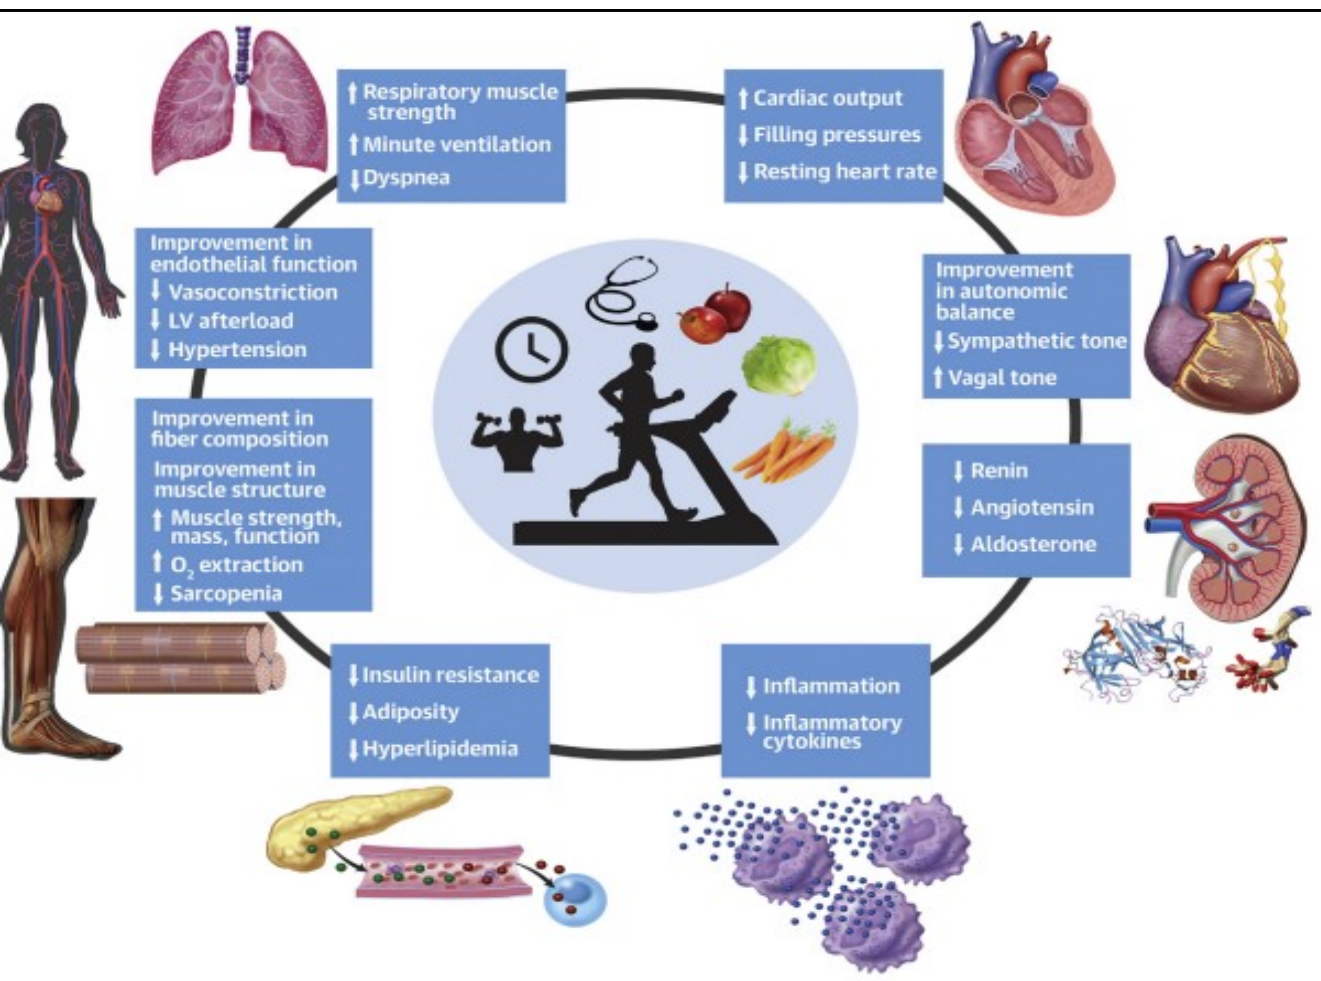 ↑ Respiratory muscle
strength
↑ Minute ventilation
↓ Dyspnea
↑ Cardiac output
↓ Filling pressures
↓ Resting heart rate
Improvement in
endothelial function
↓ Vasoconstriction
↓ LV afterload
↓ Hypertension
Improvement
in autonomic
balance
↓ Sympathetic tone
↑ Vagal tone
Improvement in
fiber composition
Improvement in
muscle structure
↑ Muscle strength,
mass, function
↑ O₂ extraction
↓ Sarcopenia
↓ Renin
↓ Angiotensin
↓ Aldosterone
↓ Insulin resistance
↓ Adiposity
↓ Hyperlipidemia
↓ Inflammation
↓ Inflammatory
cytokines